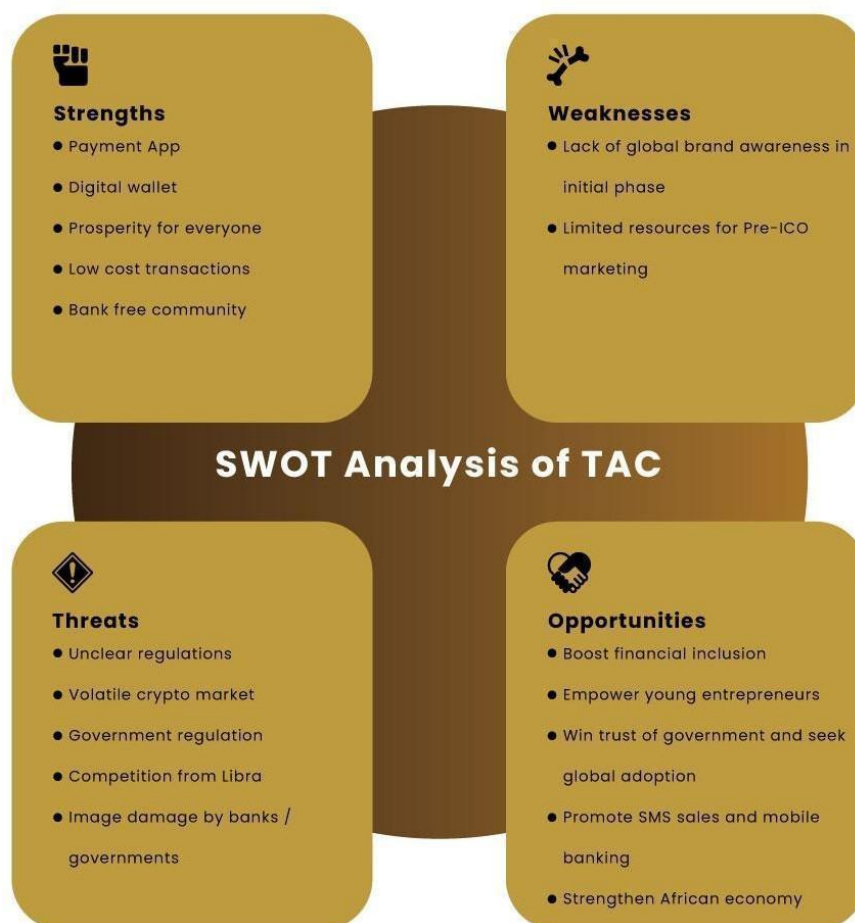 Strengths
● Payment App
● Digital wallet
● Prosperity for everyone
● Low cost transactions
● Bank free community
Weaknesses
● Lack of global brand awareness in
initial phase
● Limited resources for Pre-ICO
marketing
SWOT Analysis of TAC
Threats
● Unclear regulations
● Volatile crypto market
● Government regulation
● Competition from Libra
● Image damage by banks /
governments
Opportunities
● Boost financial inclusion
● Empower young entrepreneurs
● Win trust of government and seek
global adoption
● Promote SMS sales and mobile
banking
● Strengthen African economy